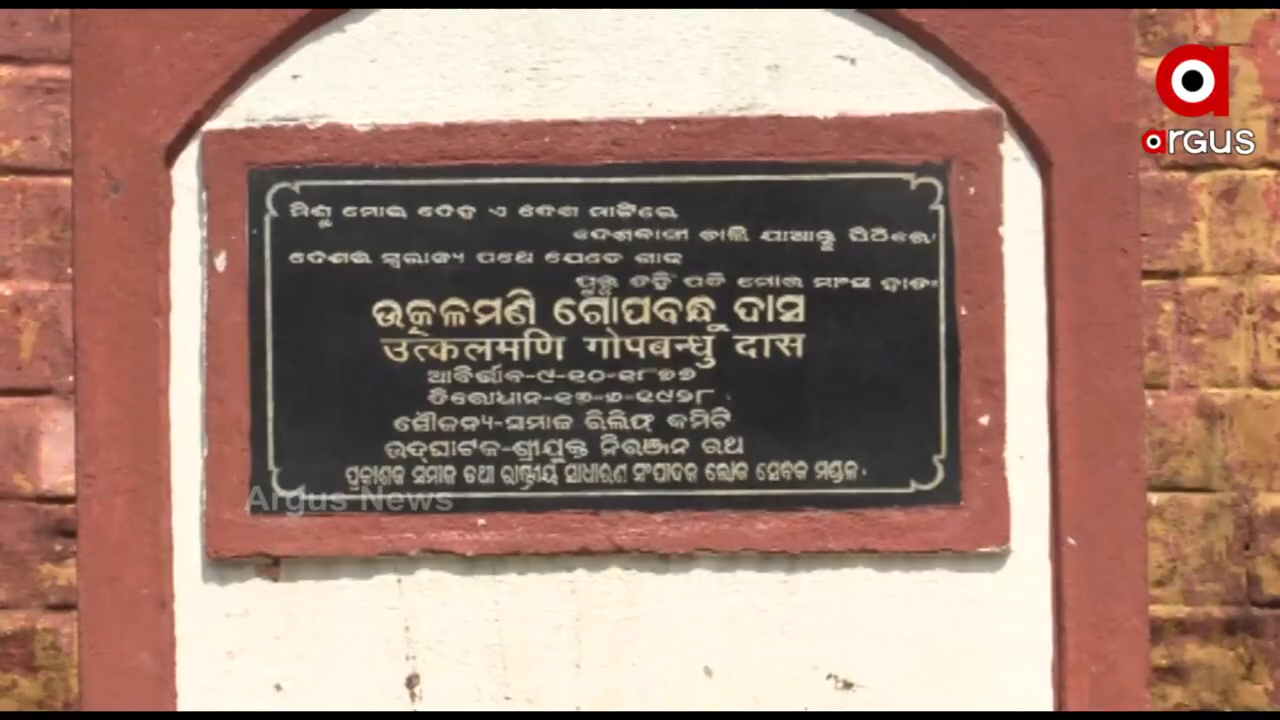 argus
ମିଶୁ ମୋର ଦେହ ଏ ଦେଶ ମାଟିରେ
ଦେଶବାସୀ ଚାଲି ଯାଆନ୍ତୁ ପିଠିରେ।
ଦେଶର ସ୍ୱରାଜ୍ୟ ପଥେ ଯେତେ ଗାଡ଼
ପୂରୁ ତହିଁ ପଡି ମୋର ମାଂସ ହାଡ।
ଉତ୍କଳମଣି ଗୋପବନ୍ଧୁ ଦାସ
उत्कलमणि गोपबन्धु दास
ଆବିର୍ଭାବ-୯-୧୦-୧୮୭୭
ତିରୋଧାନ-୧୭-୬-୧୯୨୮
ସୌଜନ୍ୟ-ସମାଜ ରିଲିଫ୍ କମିଟି
ଉଦ୍‌ଘାଟକ-ଶ୍ରୀଯୁକ୍ତ ନିରଞ୍ଜନ ରଥ
ପ୍ରକାଶକ ସମାଜ ତଥା ରାଷ୍ଟ୍ରୀୟ ସାଧାରଣ ସଂପାଦକ ଲୋକ ସେବକ ମଣ୍ଡଳ।
Argus News